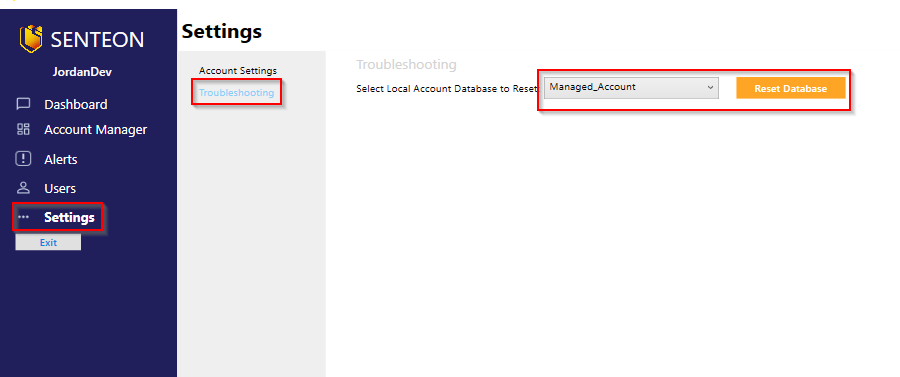 SENTEON
JordanDev
Dashboard
Account Manager
Alerts
Users
Settings
Exit
Settings
Account Settings
Troubleshooting
Troubleshooting
Select Local Account Database to Reset
Managed_Account
Reset Database